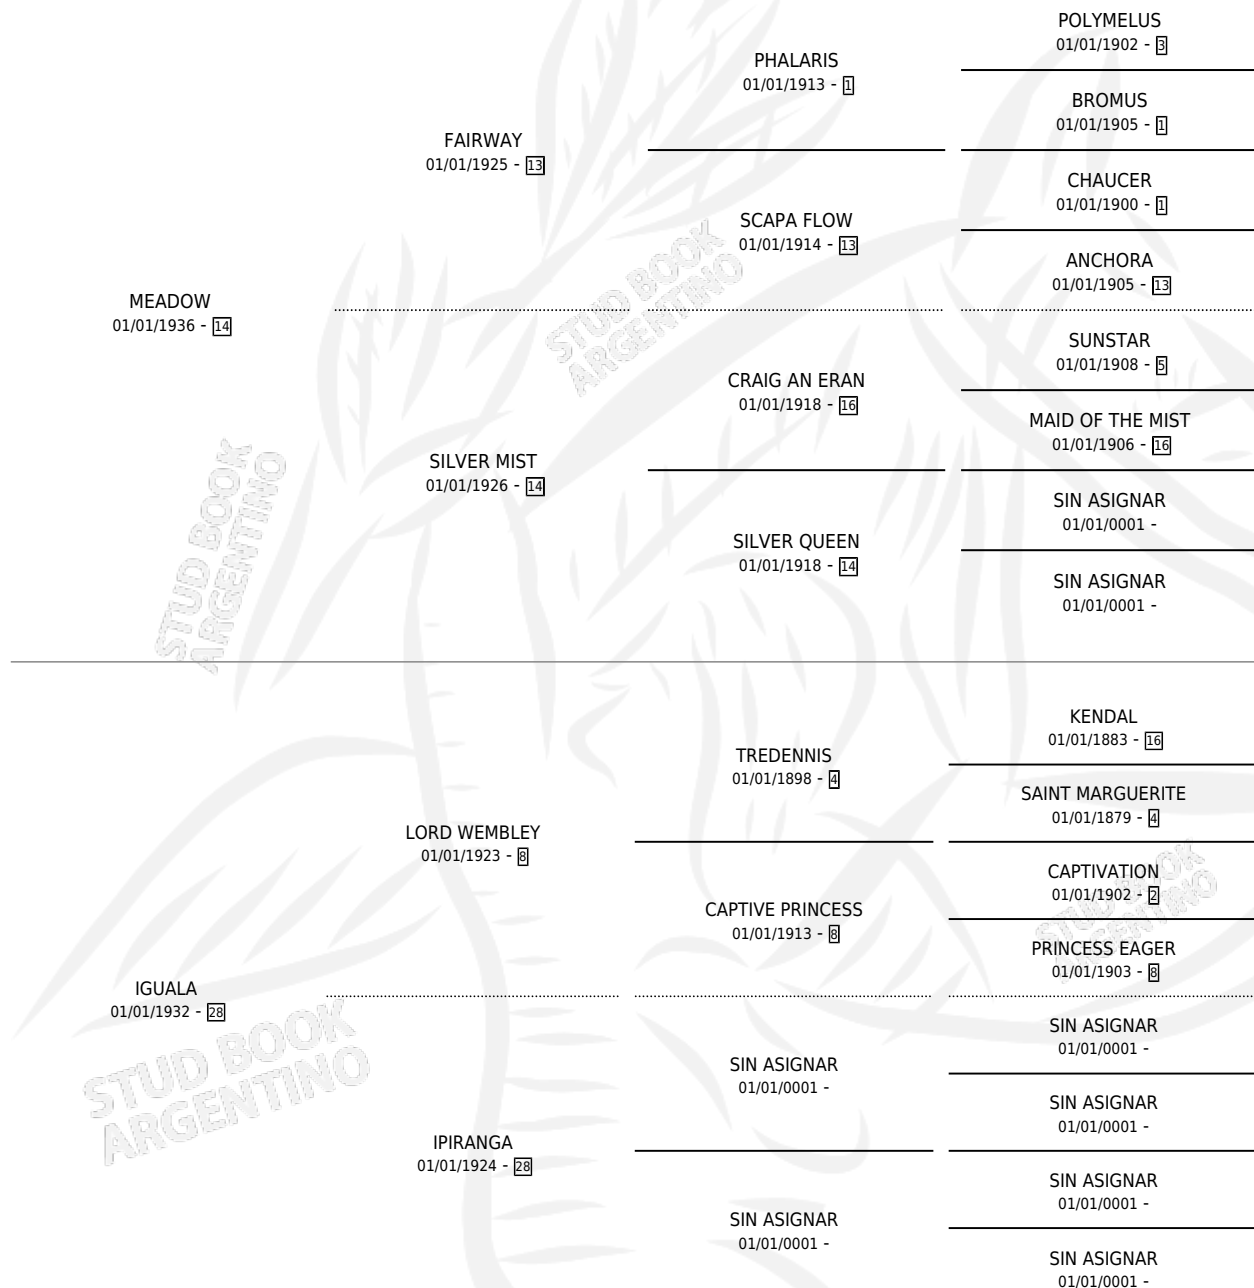 POLYMELUS
01/01/1902 - 3
PHALARIS
01/01/1913 - 1
BROMUS
01/01/1905 - 1
FAIRWAY
01/01/1925 - 13
CHAUCER
01/01/1900 - 1
SCAPA FLOW
01/01/1914 - 13
ANCHORA
01/01/1905 - 13
MEADOW
01/01/1936 - 14
SUNSTAR
01/01/1908 - 5
CRAIG AN ERAN
01/01/1918 - 16
MAID OF THE MIST
01/01/1906 - 16
SILVER MIST
01/01/1926 - 14
SIN ASIGNAR
01/01/0001 -
SILVER QUEEN
01/01/1918 - 14
SIN ASIGNAR
01/01/0001 -
KENDAL
01/01/1883 - 16
TREDENNIS
01/01/1898 - 4
SAINT MARGUERITE
01/01/1879 - 4
LORD WEMBLEY
01/01/1923 - 8
CAPTIVATION
01/01/1902 - 2
CAPTIVE PRINCESS
01/01/1913 - 8
PRINCESS EAGER
01/01/1903 - 8
IGUALA
01/01/1932 - 28
SIN ASIGNAR
01/01/0001 -
SIN ASIGNAR
01/01/0001 -
SIN ASIGNAR
01/01/0001 -
IPIRANGA
01/01/1924 - 28
SIN ASIGNAR
01/01/0001 -
SIN ASIGNAR
01/01/0001 -
SIN ASIGNAR
01/01/0001 -
STUD BOOK
ARGENTINO
STUD BOOK
ARGENTINO
STUD BOOK
ARGENTINO
STUD BOOK
ARGENTINO